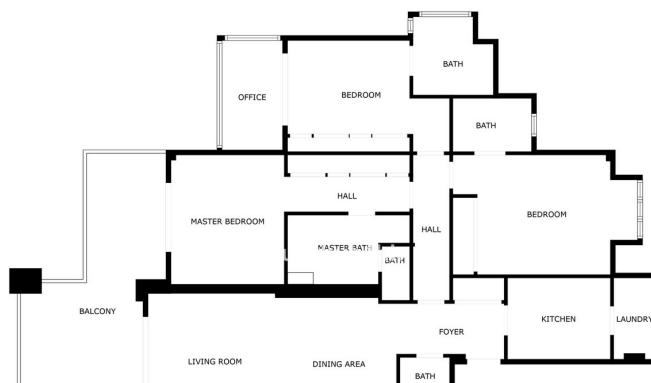 BATH
OFFICE
BEDROOM
BATH
HALL
MASTER BEDROOM
BEDROOM
HALL
MASTER BATH
BATH
BALCONY
FOYER
KITCHEN
LAUNDRY
LIVING ROOM
DINING AREA
BATH